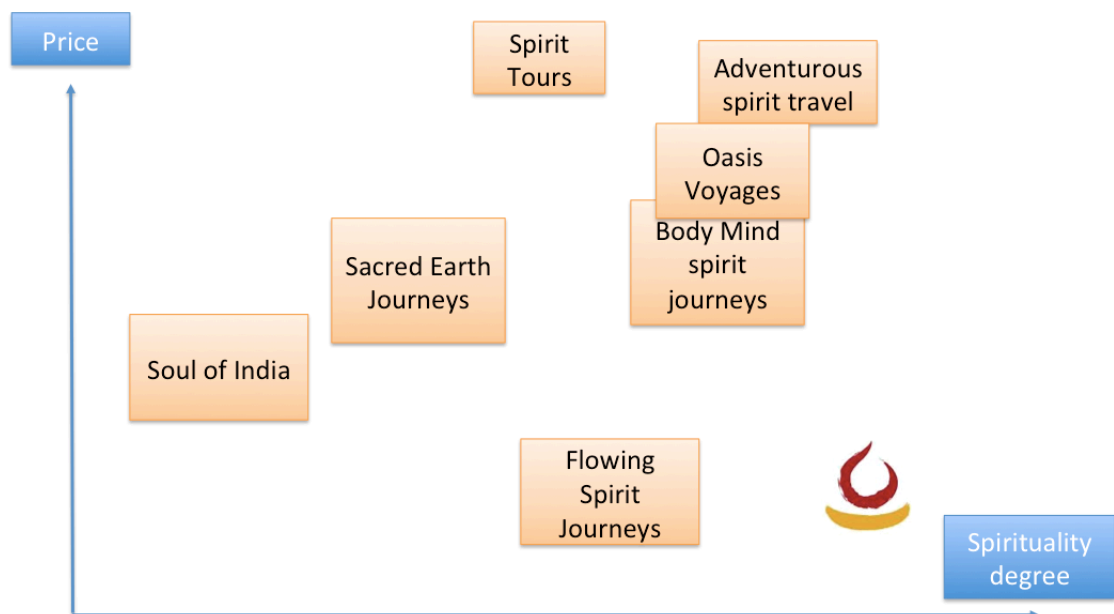 Price
Spirit
Tours
Adventurous
spirit travel
Oasis
Voyages
Body Mind
spirit
journeys
Sacred Earth
Journeys
Soul of India
Flowing
Spirit
Journeys
Spirituality
degree